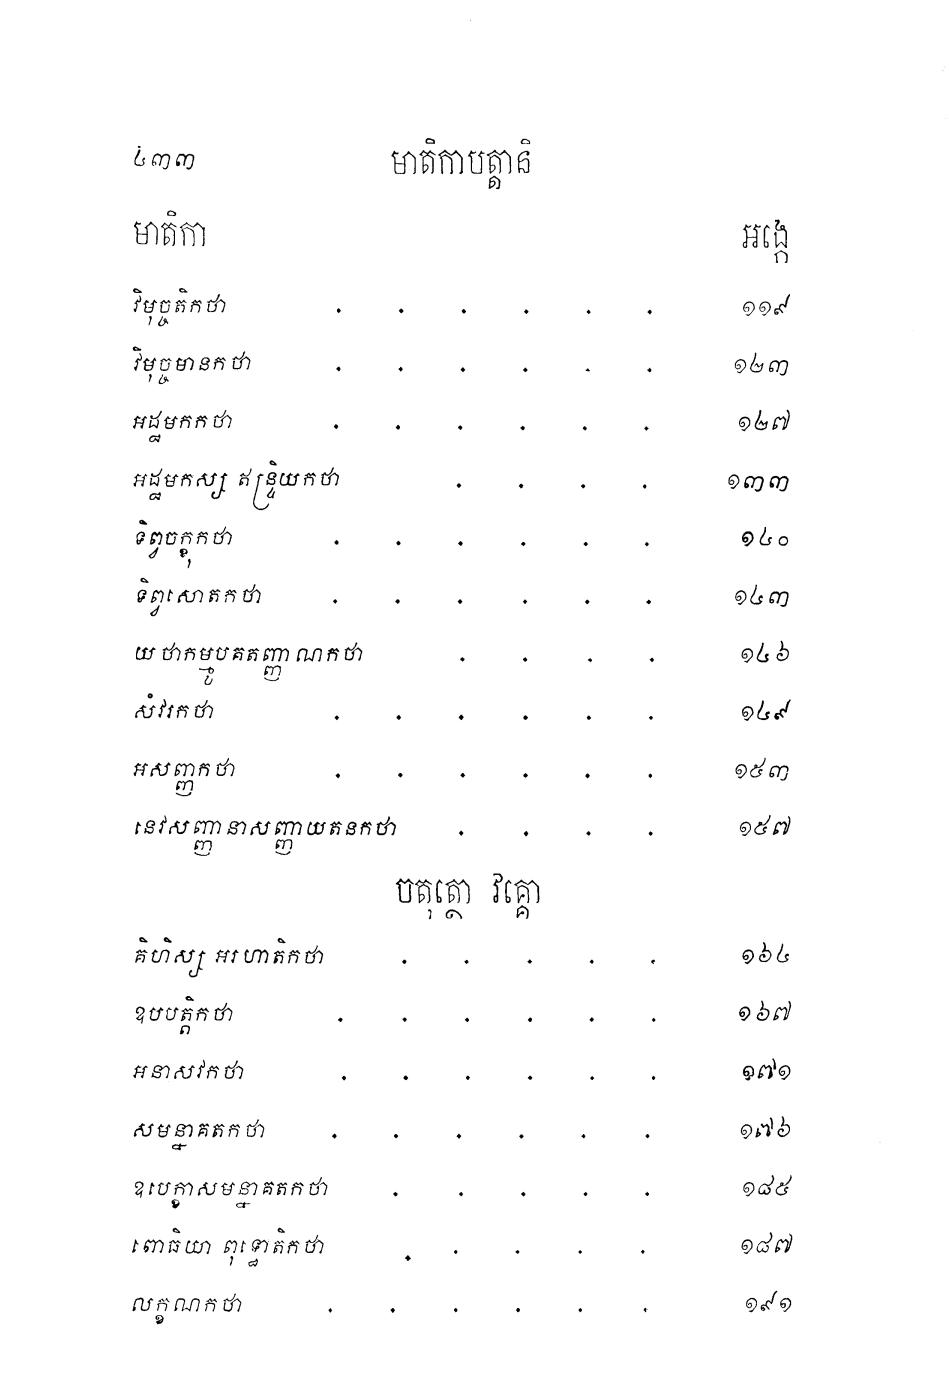 ៤៣៣ មាតិកាបត្តានិ
មាតិកា អង្កេ
វិមុច្ចតិកថា . . . . . . ១១៩
វិមុច្ចមានកថា . . . . . . ១២៣
អដ្ឋមកកថា . . . . . . ១២៧
អដ្ឋមកស្ស ឥន្ទ្រិយកថា . . . . ១៣៣
ទិព្វចក្ខុកថា . . . . . . ១៤០
ទិព្វសោតកថា . . . . . . ១៤៣
យថាកម្មូបគតញ្ញាណកថា . . . . ១៤៦
សំវរកថា . . . . . . ១៤៩
អសញ្ញកថា . . . . . . ១៥៣
នេវសញ្ញានាសញ្ញាយតនកថា . . . . ១៥៧
ចតុត្ថោ វគ្គោ
គិហិស្ស អរហាតិកថា . . . . . ១៦៤
ឧបបត្តិកថា . . . . . . ១៦៧
អនាសវកថា . . . . . . ១៧១
សមន្នាគតកថា . . . . . . ១៧៦
ឧបេក្ខាសមន្នាគតកថា . . . . . ១៨៥
ពោធិយា ពុទ្ធោតិកថា . . . . . ១៨៧
លក្ខណកថា . . . . . . ១៩១